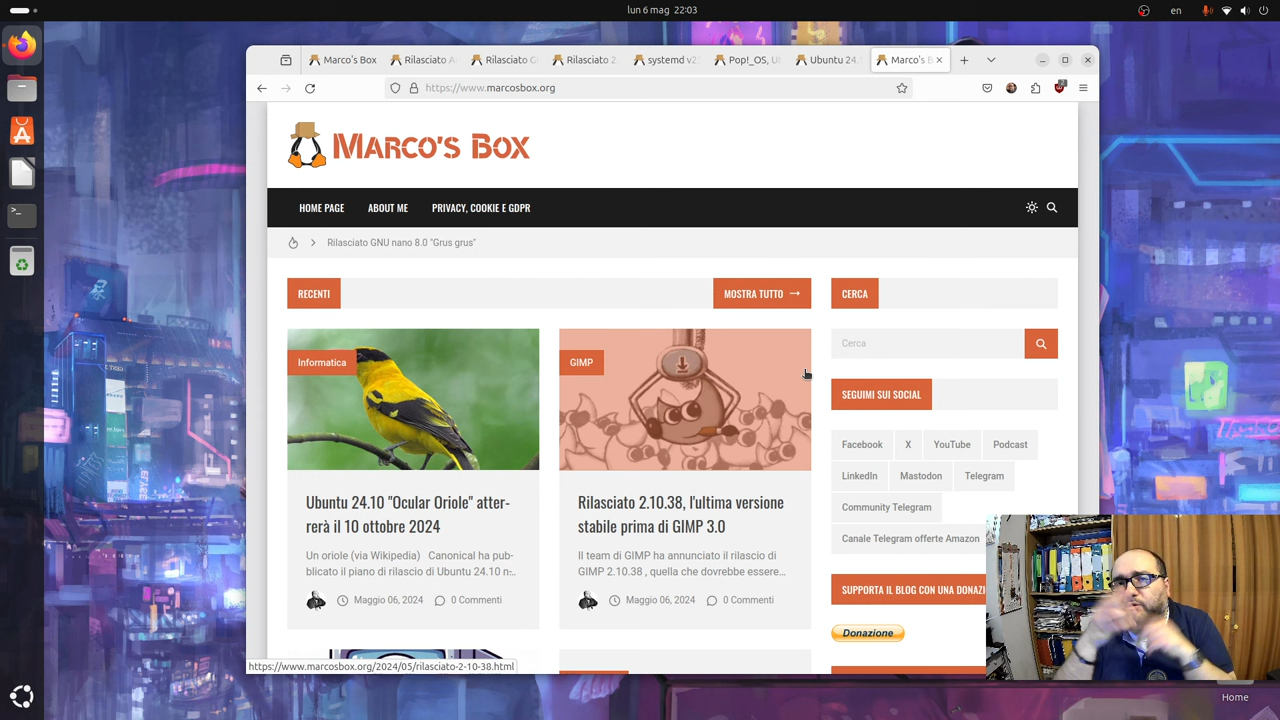 lun 6 mag 22:03
en
Marco's Box
Rilasciato A
Rilasciato G
Rilasciato 2.
systemd v2
Pop!_OS, U
Ubuntu 24.
Marco's B
https://www.marcosbox.org
MARCO'S BOX
HOME PAGE
ABOUT ME
PRIVACY, COOKIE E GDPR
Rilasciato GNU nano 8.0 "Grus grus"
RECENTI
MOSTRA TUTTO
CERCA
Cerca
Informatica
GIMP
SEGUIMI SUI SOCIAL
Facebook
X
YouTube
Podcast
LinkedIn
Mastodon
Telegram
Community Telegram
Canale Telegram offerte Amazon
Ubuntu 24.10 "Ocular Oriole" atter-
rerà il 10 ottobre 2024
Un oriole (via Wikipedia) Canonical ha pub-
blicato il piano di rilascio di Ubuntu 24.10 n...
Maggio 06, 2024
0 Commenti
Rilasciato 2.10.38, l'ultima versione
stabile prima di GIMP 3.0
Il team di GIMP ha annunciato il rilascio di
GIMP 2.10.38 , quella che dovrebbe essere...
Maggio 06, 2024
0 Commenti
SUPPORTA IL BLOG CON UNA DONAZI
Donazione
https://www.marcosbox.org/2024/05/rilasciato-2-10-38.html
Home